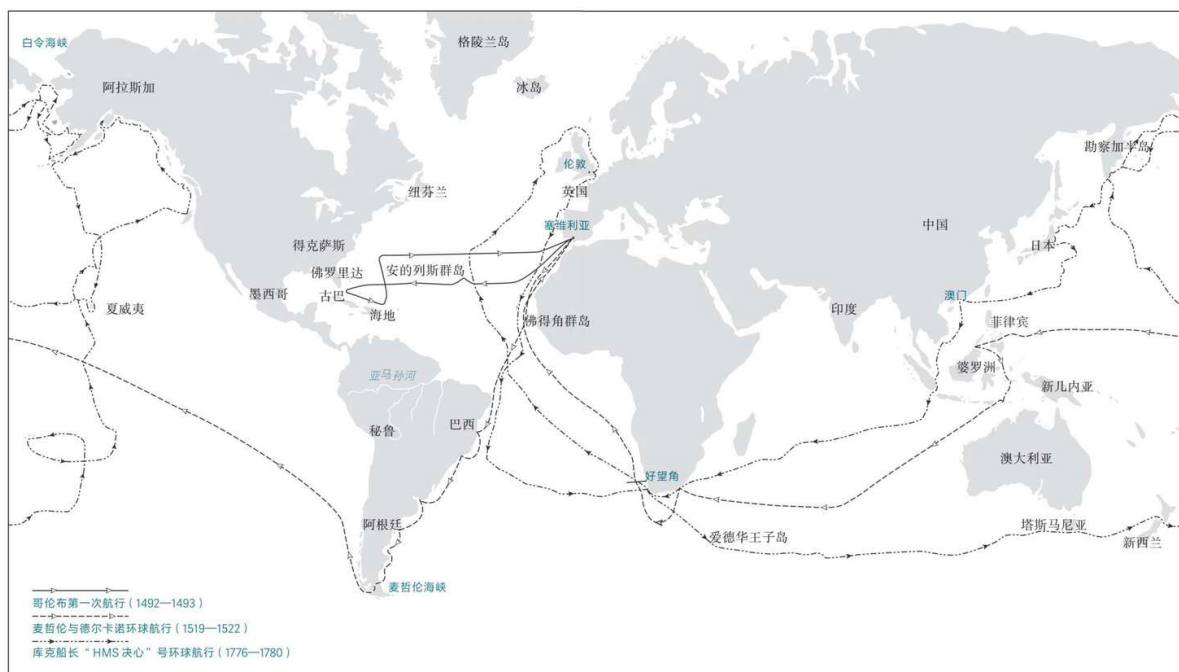 白令海峡
格陵兰岛
阿拉斯加
冰岛
勘察加半岛
伦敦
纽芬兰
英国
塞维利亚
中国
得克萨斯
日本
佛罗里达
安的列斯群岛
墨西哥
古巴
澳门
夏威夷
海地
佛得角群岛
印度
菲律宾
婆罗洲
亚马孙河
新几内亚
秘鲁
巴西
澳大利亚
好望角
阿根廷
爱德华王子岛
塔斯马尼亚
新西兰
麦哲伦海峡
哥伦布第一次航行（1492—1493）
麦哲伦与德尔卡诺环球航行（1519—1522）
库克船长“HMS 决心”号环球航行（1776—1780）